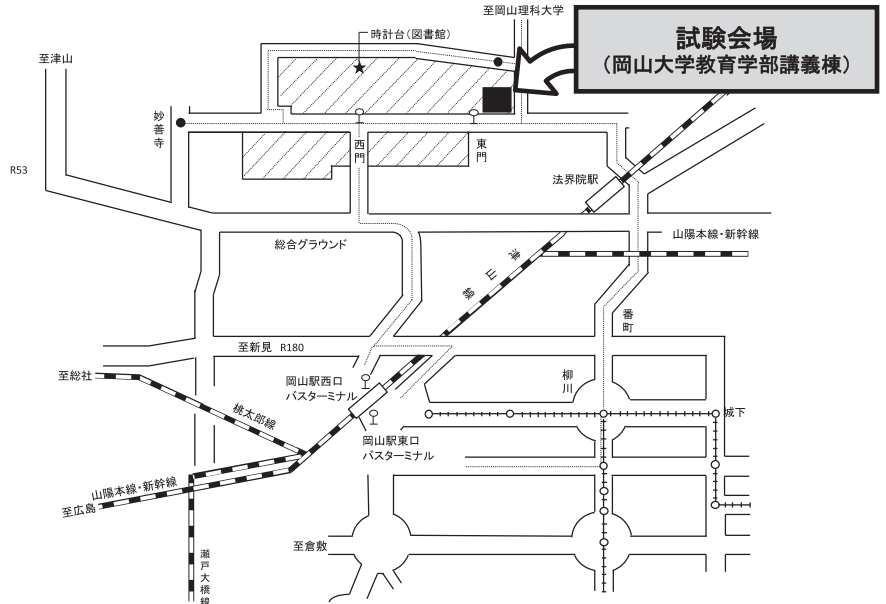 至岡山理科大学
時計台(図書館)
試験会場
(岡山大学教育学部講義棟)
至津山
妙善寺
西門
東門
R53
法界院駅
総合グラウンド
津山線
山陽本線・新幹線
番町
至新見 R180
至総社
岡山駅西口
バスターミナル
柳川
桃太郎線
城下
岡山駅東口
バスターミナル
山陽本線・新幹線
至広島
至倉敷
瀬戸大橋線